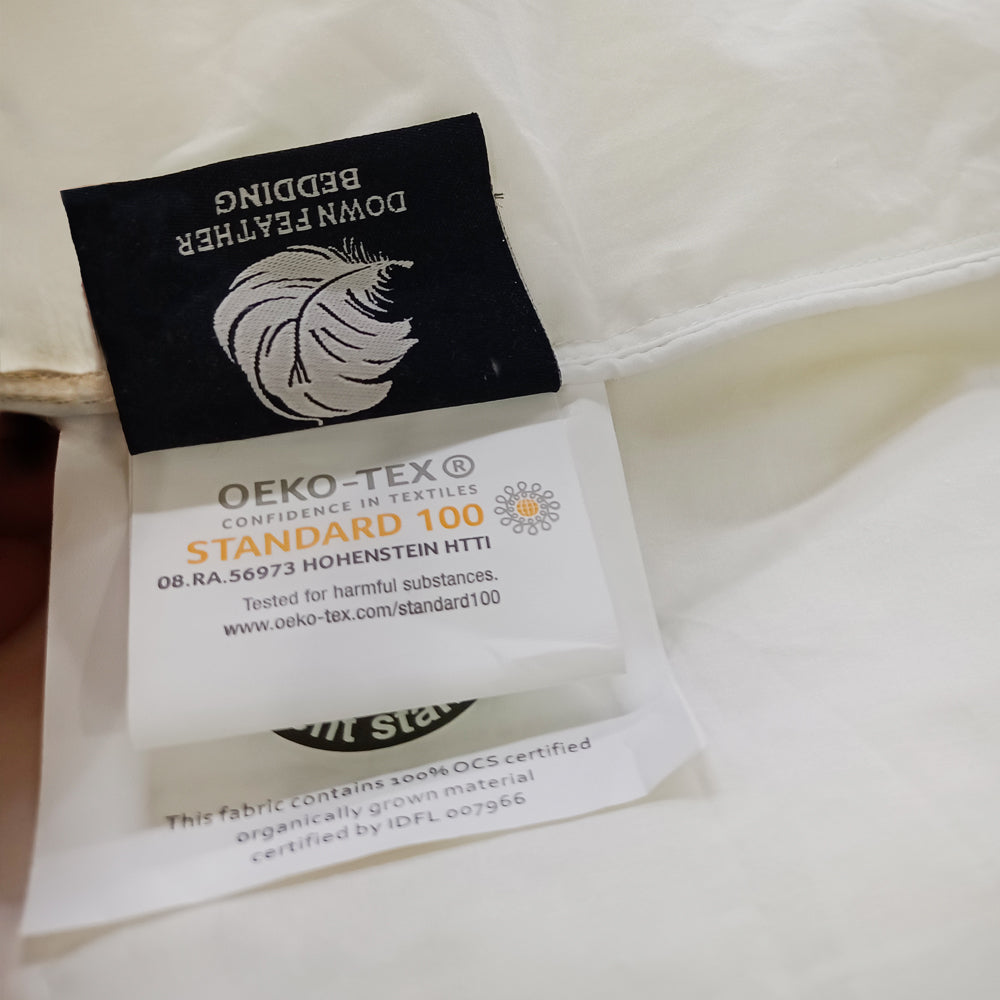 DOWN FEATHER
BEDDING
OEKO-TEX®
CONFIDENCE IN TEXTILES
STANDARD 100
08.RA.56973 HOHENSTEIN HTTI
Tested for harmful substances.
www.oeko-tex.com/standard100
This fabric contains 100% OCS certified
organically grown material
certified by IDFL 007966